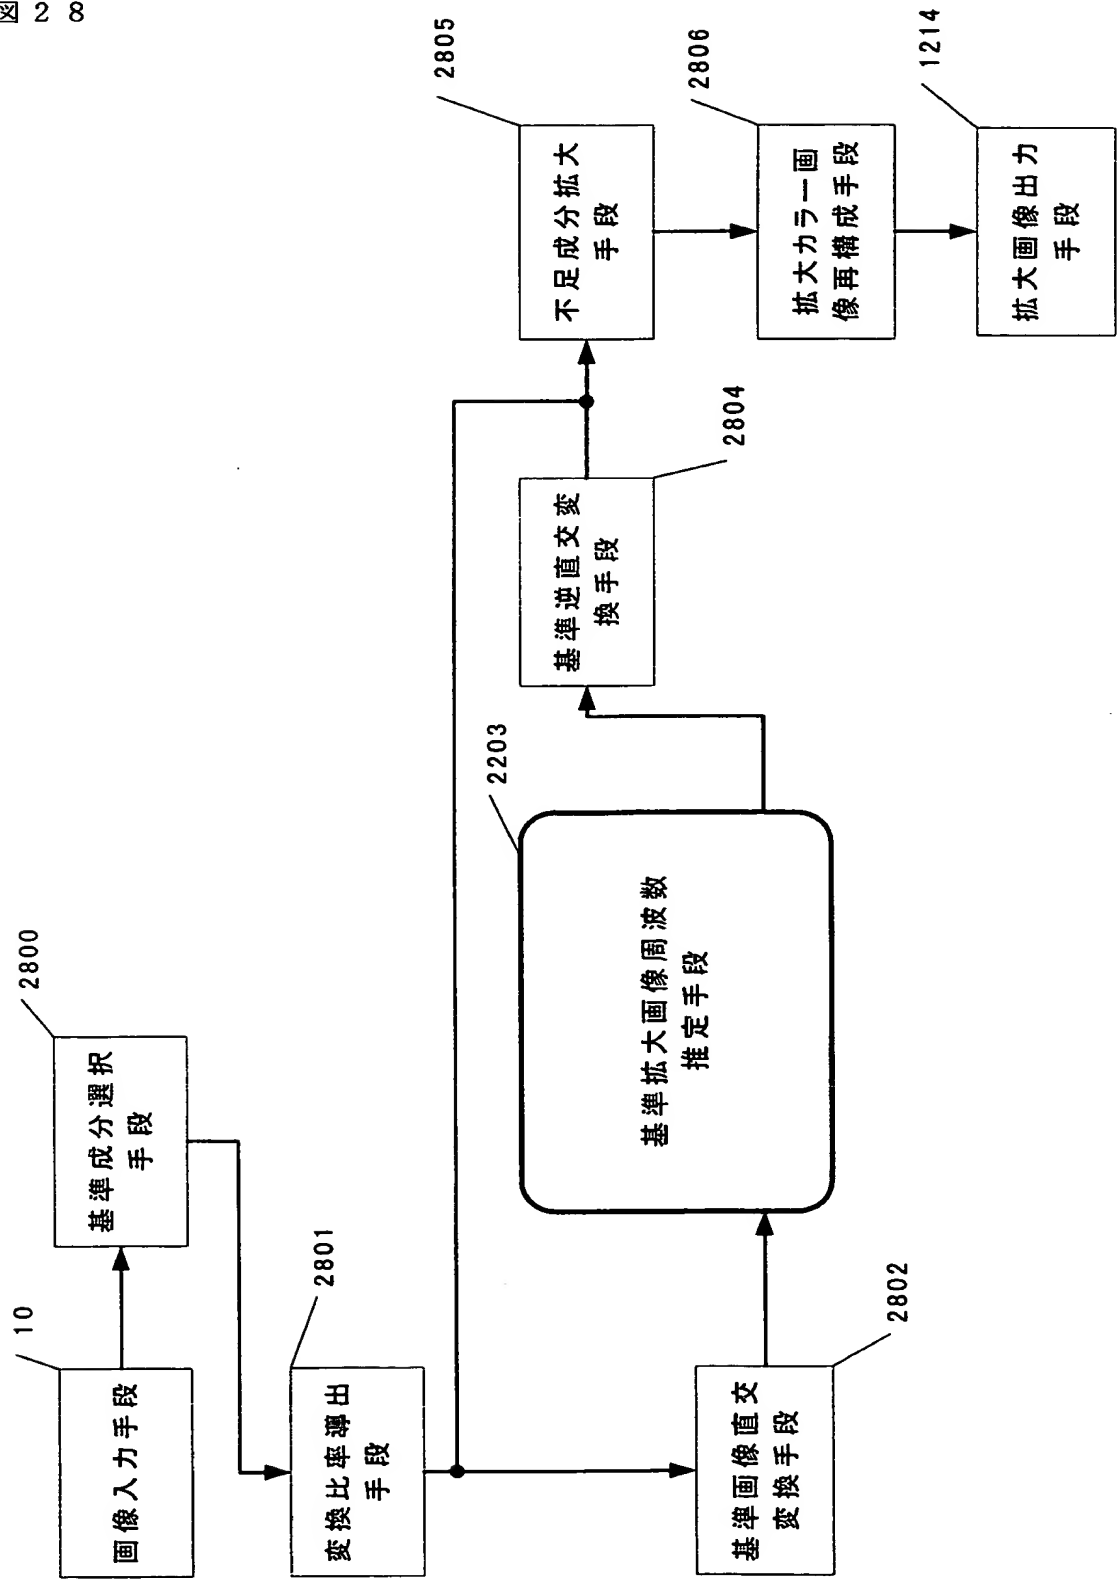 図２８
10
画像入力手段
2800
基準成分選択
手段
2801
変換比率導出
手段
2802
基準画像直交
変換手段
2203
基準拡大画像周波数
推定手段
2804
基準逆直交変
換手段
2805
不足成分拡大
手段
2806
拡大カラー画
像再構成手段
1214
拡大画像出力
手段